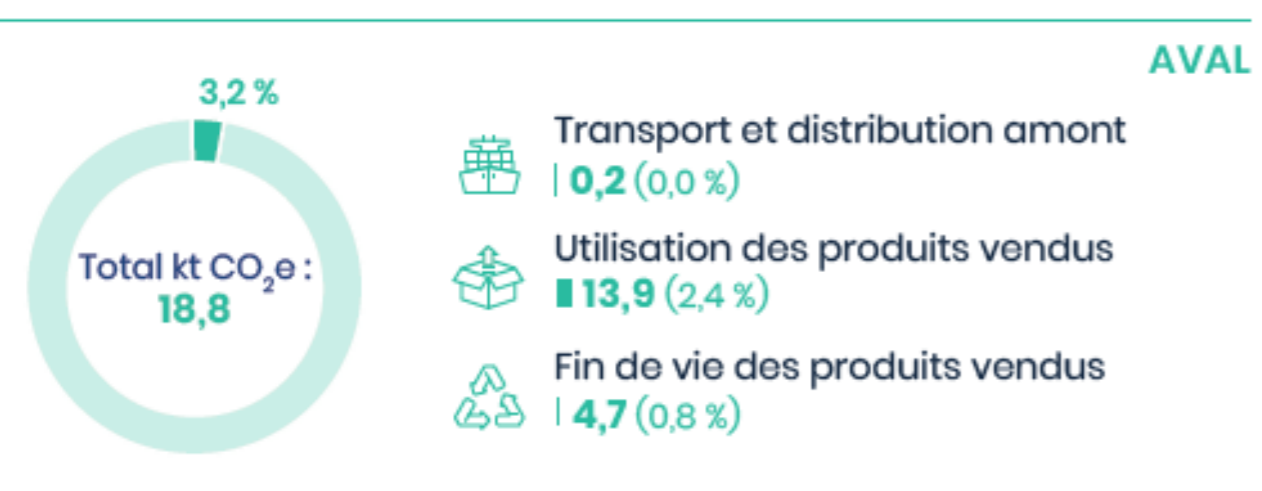 AVAL
3,2 %
Total kt CO₂e :
18,8
Transport et distribution amont
0,2 (0,0 %)
Utilisation des produits vendus
13,9 (2,4 %)
Fin de vie des produits vendus
4,7 (0,8 %)